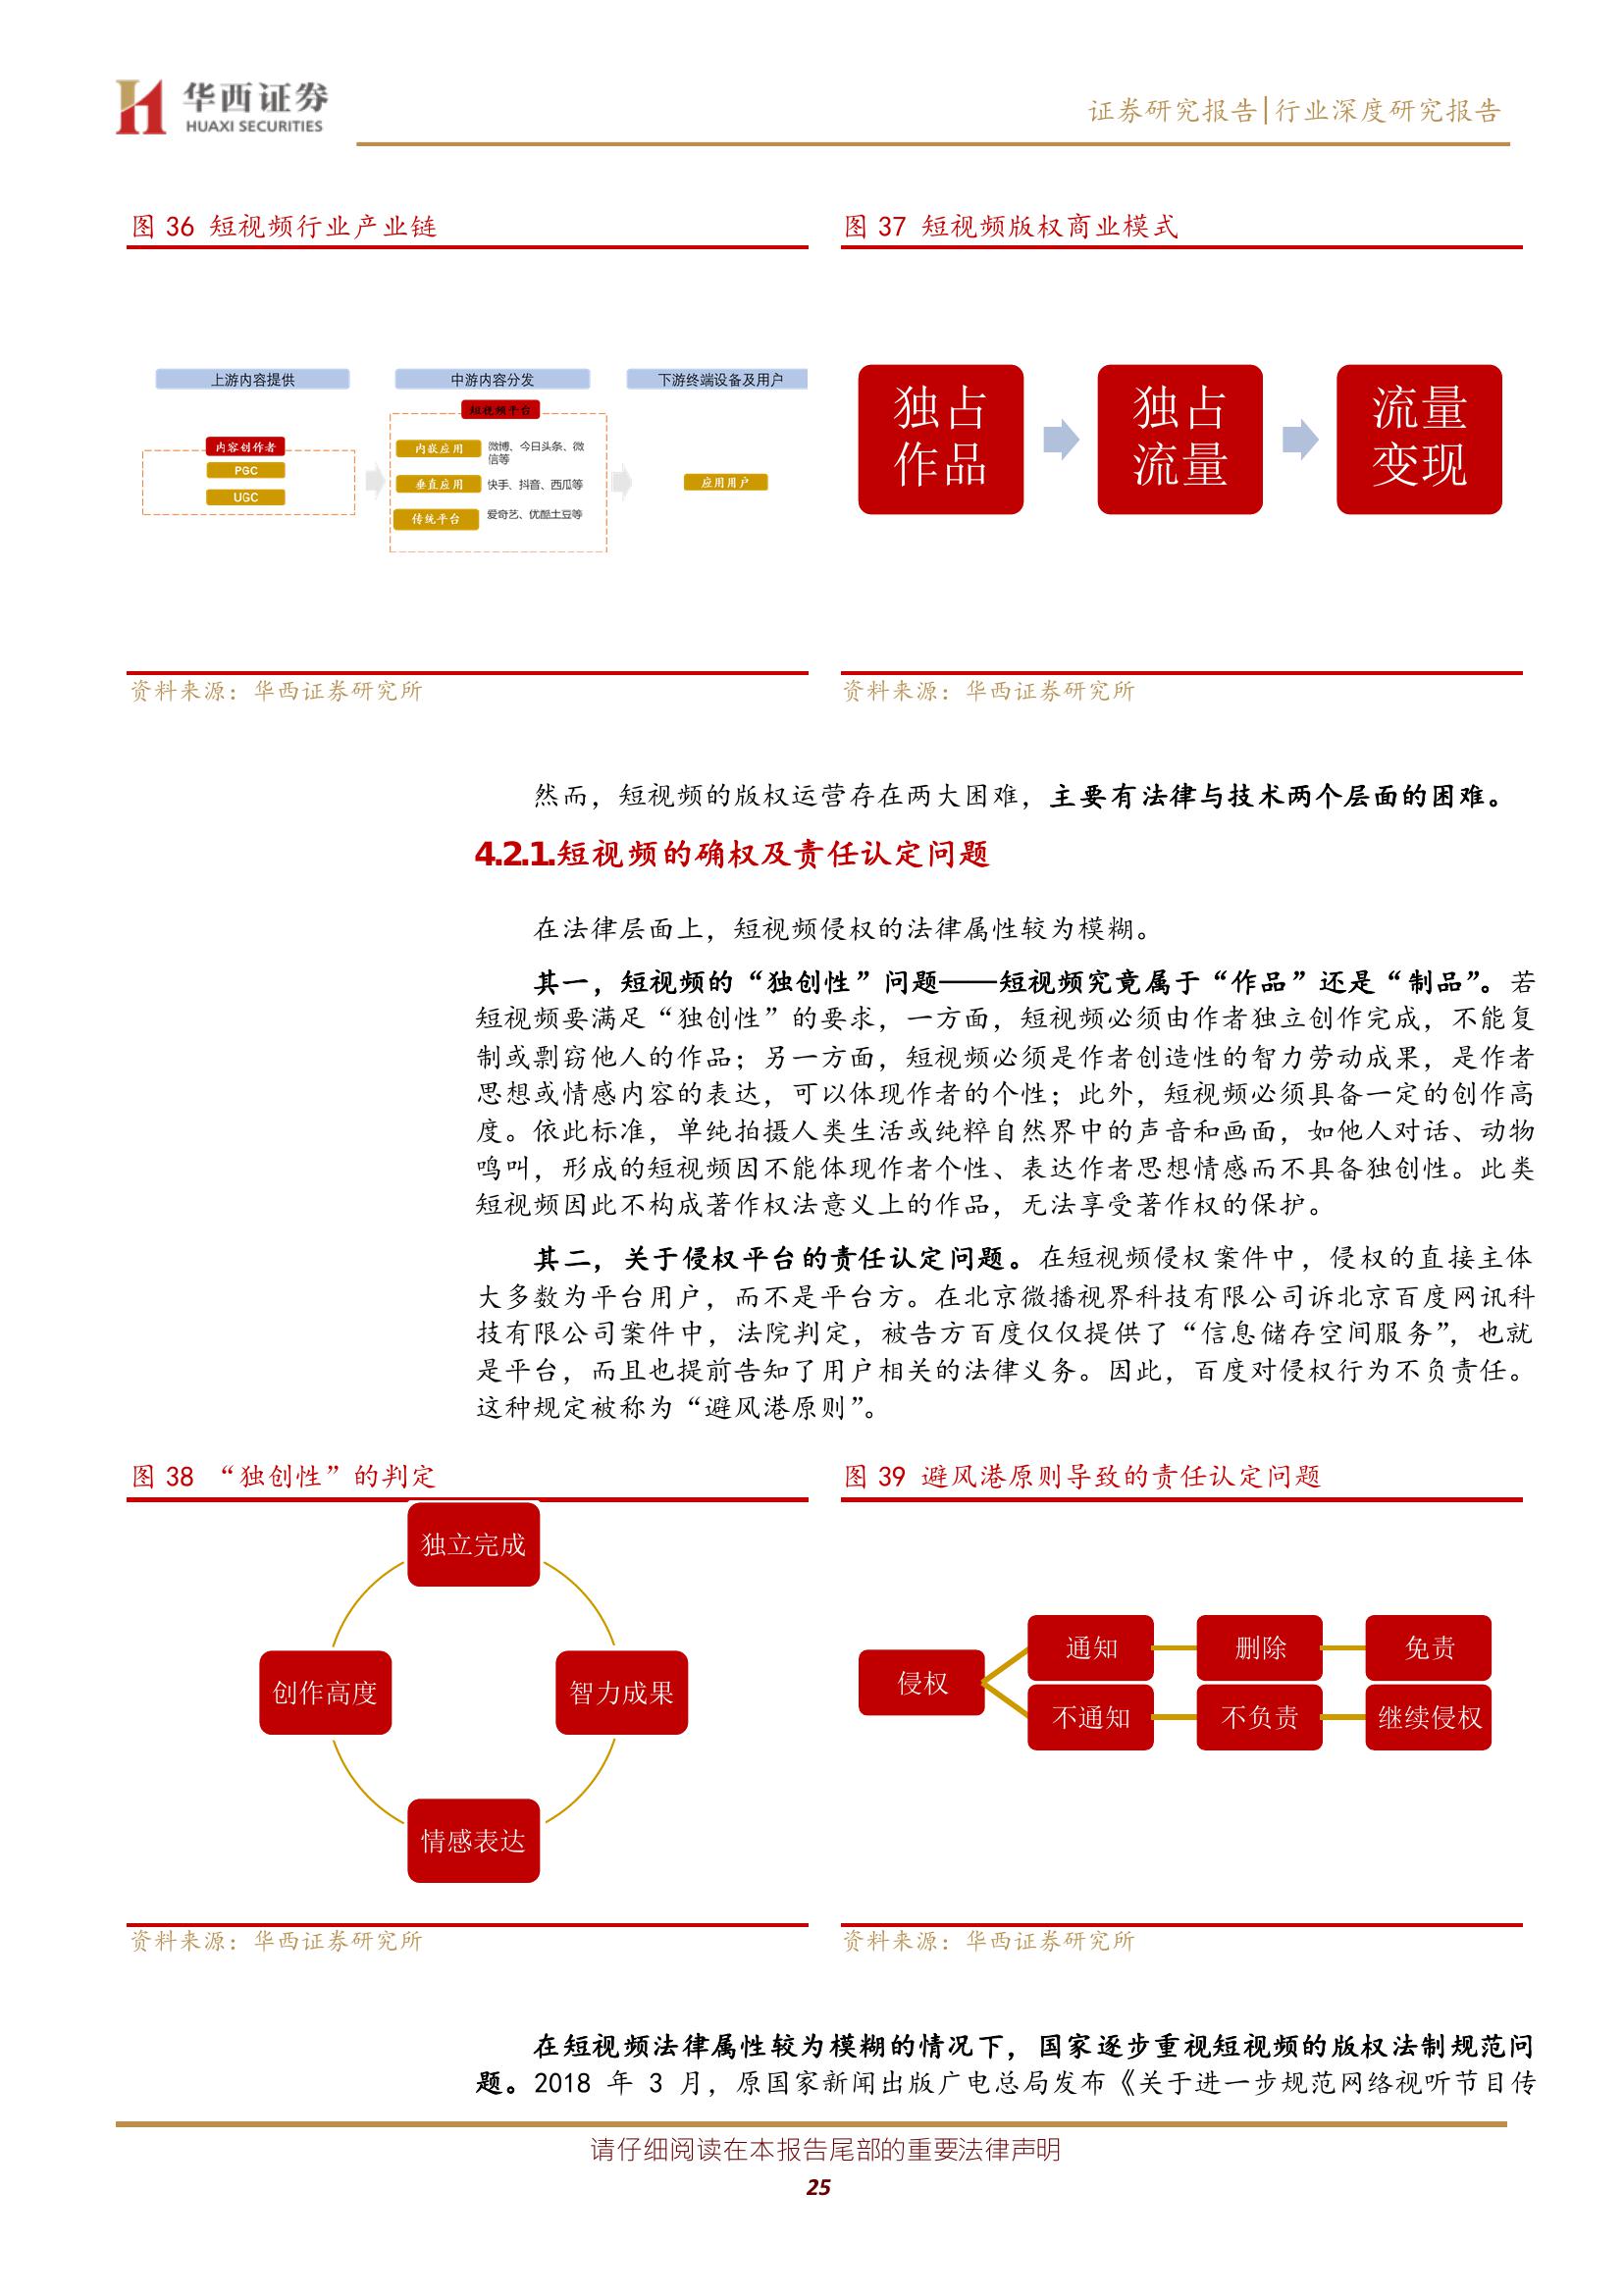 华西证券
HUAXI SECURITIES
证券研究报告|行业深度研究报告
图 36 短视频行业产业链
图 37 短视频版权商业模式
上游内容提供
中游内容分发
下游终端设备及用户
内容创作者
PGC
UGC
短视频平台
内嵌应用
微博、今日头条、微
信等
垂直应用
快手、抖音、西瓜等
传统平台
爱奇艺、优酷土豆等
应用用户
独占
作品
独占
流量
流量
变现
资料来源：华西证券研究所
资料来源：华西证券研究所
然而，短视频的版权运营存在两大困难，主要有法律与技术两个层面的困难。
4.2.1.短视频的确权及责任认定问题
在法律层面上，短视频侵权的法律属性较为模糊。
其一，短视频的“独创性”问题——短视频究竟属于“作品”还是“制品”。若
短视频要满足“独创性”的要求，一方面，短视频必须由作者独立创作完成，不能复
制或剽窃他人的作品；另一方面，短视频必须是作者创造性的智力劳动成果，是作者
思想或情感内容的表达，可以体现作者的个性；此外，短视频必须具备一定的创作高
度。依此标准，单纯拍摄人类生活或纯粹自然界中的声音和画面，如他人对话、动物
鸣叫，形成的短视频因不能体现作者个性、表达作者思想情感而不具备独创性。此类
短视频因此不构成著作权法意义上的作品，无法享受著作权的保护。
其二，关于侵权平台的责任认定问题。在短视频侵权案件中，侵权的直接主体
大多数为平台用户，而不是平台方。在北京微播视界科技有限公司诉北京百度网讯科
技有限公司案件中，法院判定，被告方百度仅仅提供了“信息储存空间服务”，也就
是平台，而且也提前告知了用户相关的法律义务。因此，百度对侵权行为不负责任。
这种规定被称为“避风港原则”。
图 38 “独创性”的判定
图 39 避风港原则导致的责任认定问题
独立完成
创作高度
智力成果
情感表达
侵权
通知
删除
免责
不通知
不负责
继续侵权
资料来源：华西证券研究所
资料来源：华西证券研究所
在短视频法律属性较为模糊的情况下，国家逐步重视短视频的版权法制规范问
题。2018 年 3 月，原国家新闻出版广电总局发布《关于进一步规范网络视听节目传
请仔细阅读在本报告尾部的重要法律声明
25